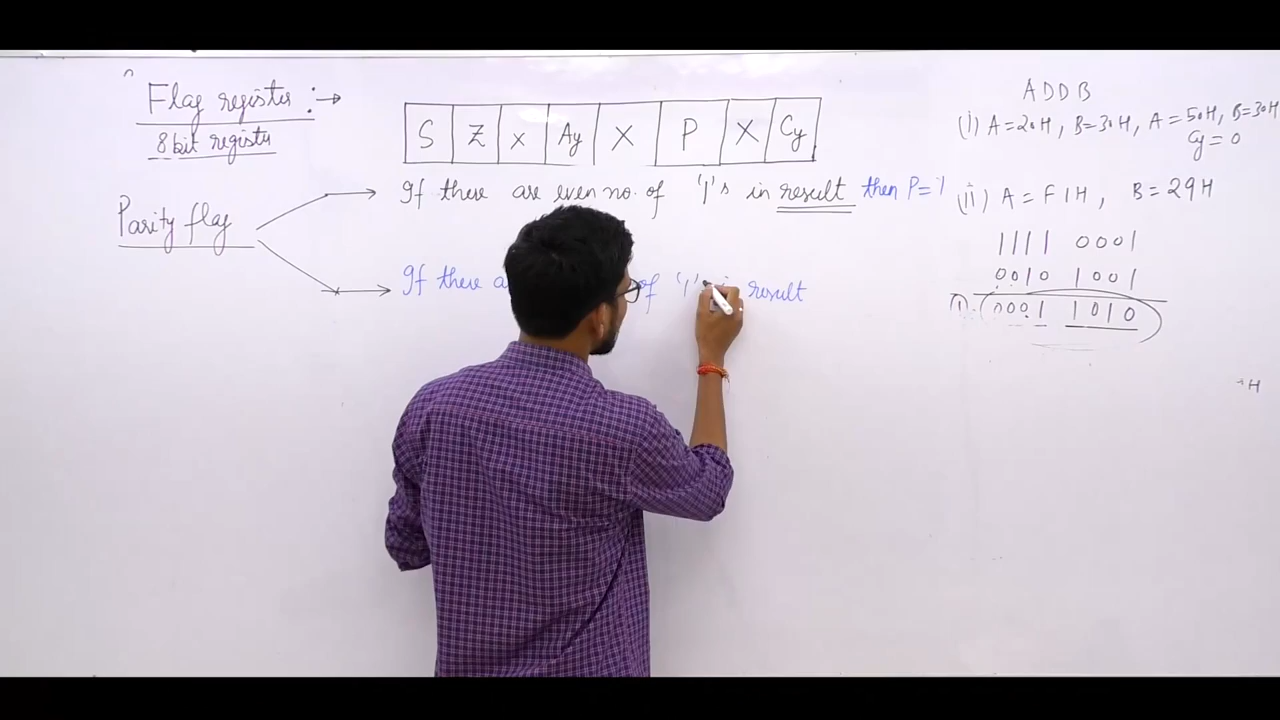 Flag register :→
8 bit register
S Z X Ay X P X Cy
Parity flag
If there are even no. of '1's in result then P=1
If there of '1's in result
ADD B
(i) A=20H, B=30H, A=50H, B=30H
Cy=0
(ii) A=F1H, B=29H
1111 0001
0010 1001
(1) 0001 1010
H